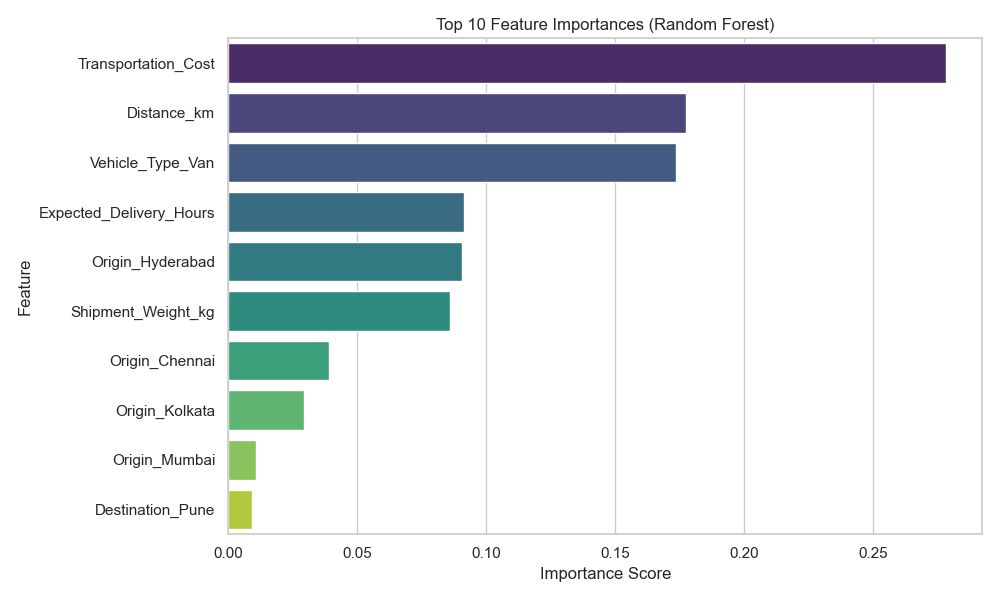 Top 10 Feature Importances (Random Forest)
Transportation_Cost
Distance_km
Vehicle_Type_Van
Expected_Delivery_Hours
Origin_Hyderabad
Shipment_Weight_kg
Origin_Chennai
Origin_Kolkata
Origin_Mumbai
Destination_Pune
Feature
0.00 0.05 0.10 0.15 0.20 0.25
Importance Score